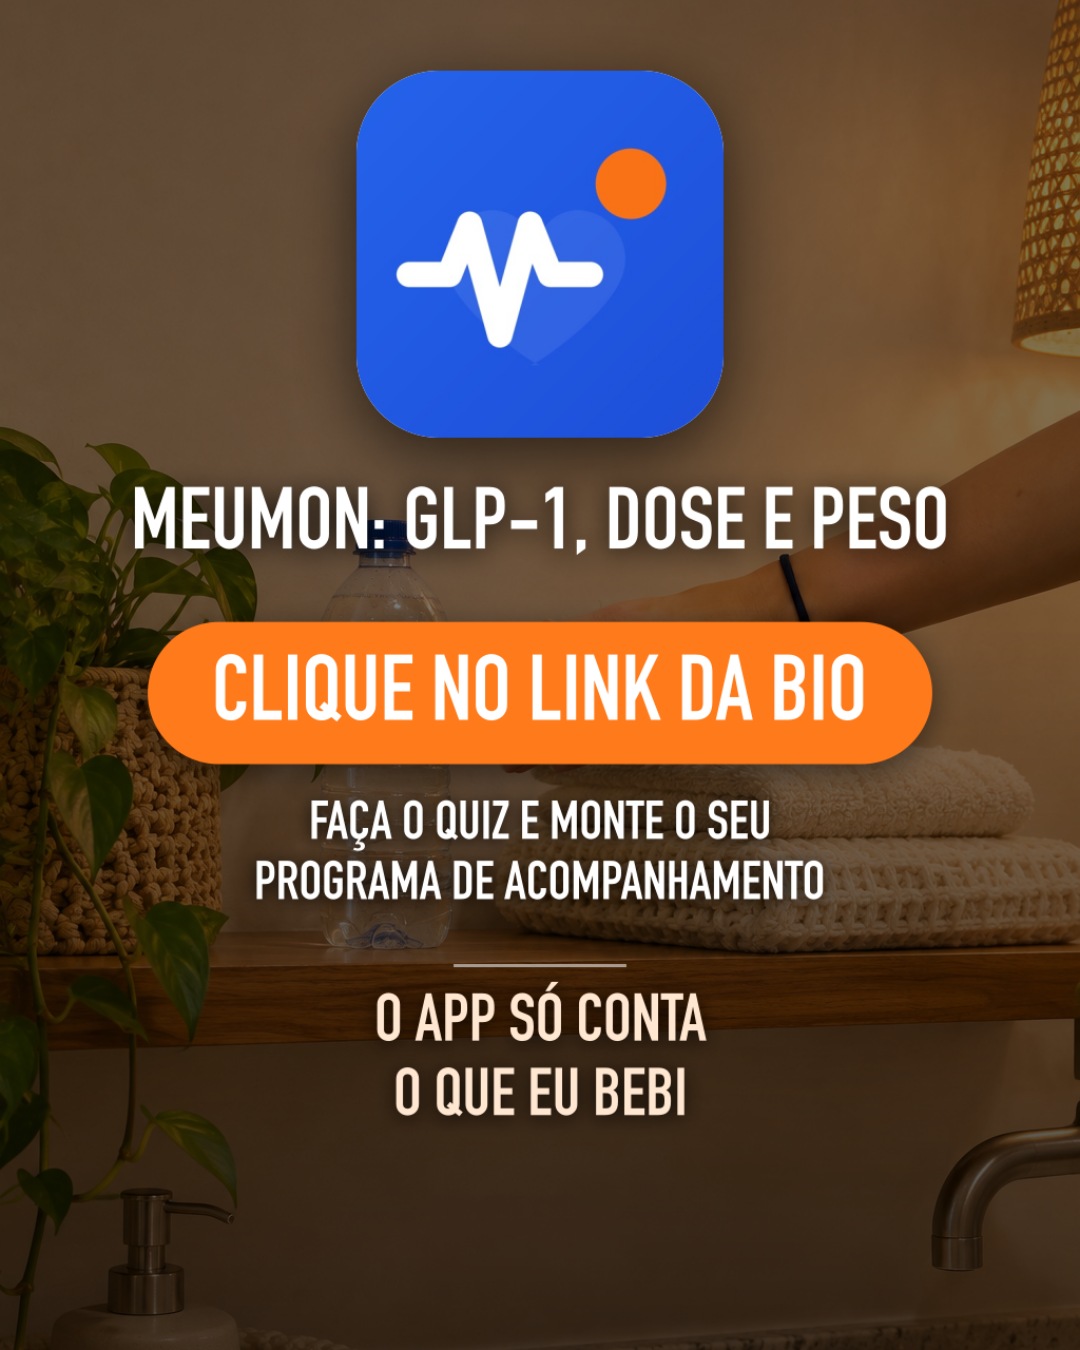 MEUMON: GLP-1, DOSE E PESO
CLIQUE NO LINK DA BIO
FAÇA O QUIZ E MONTE O SEU
PROGRAMA DE ACOMPANHAMENTO
O APP SÓ CONTA
O QUE EU BEBI